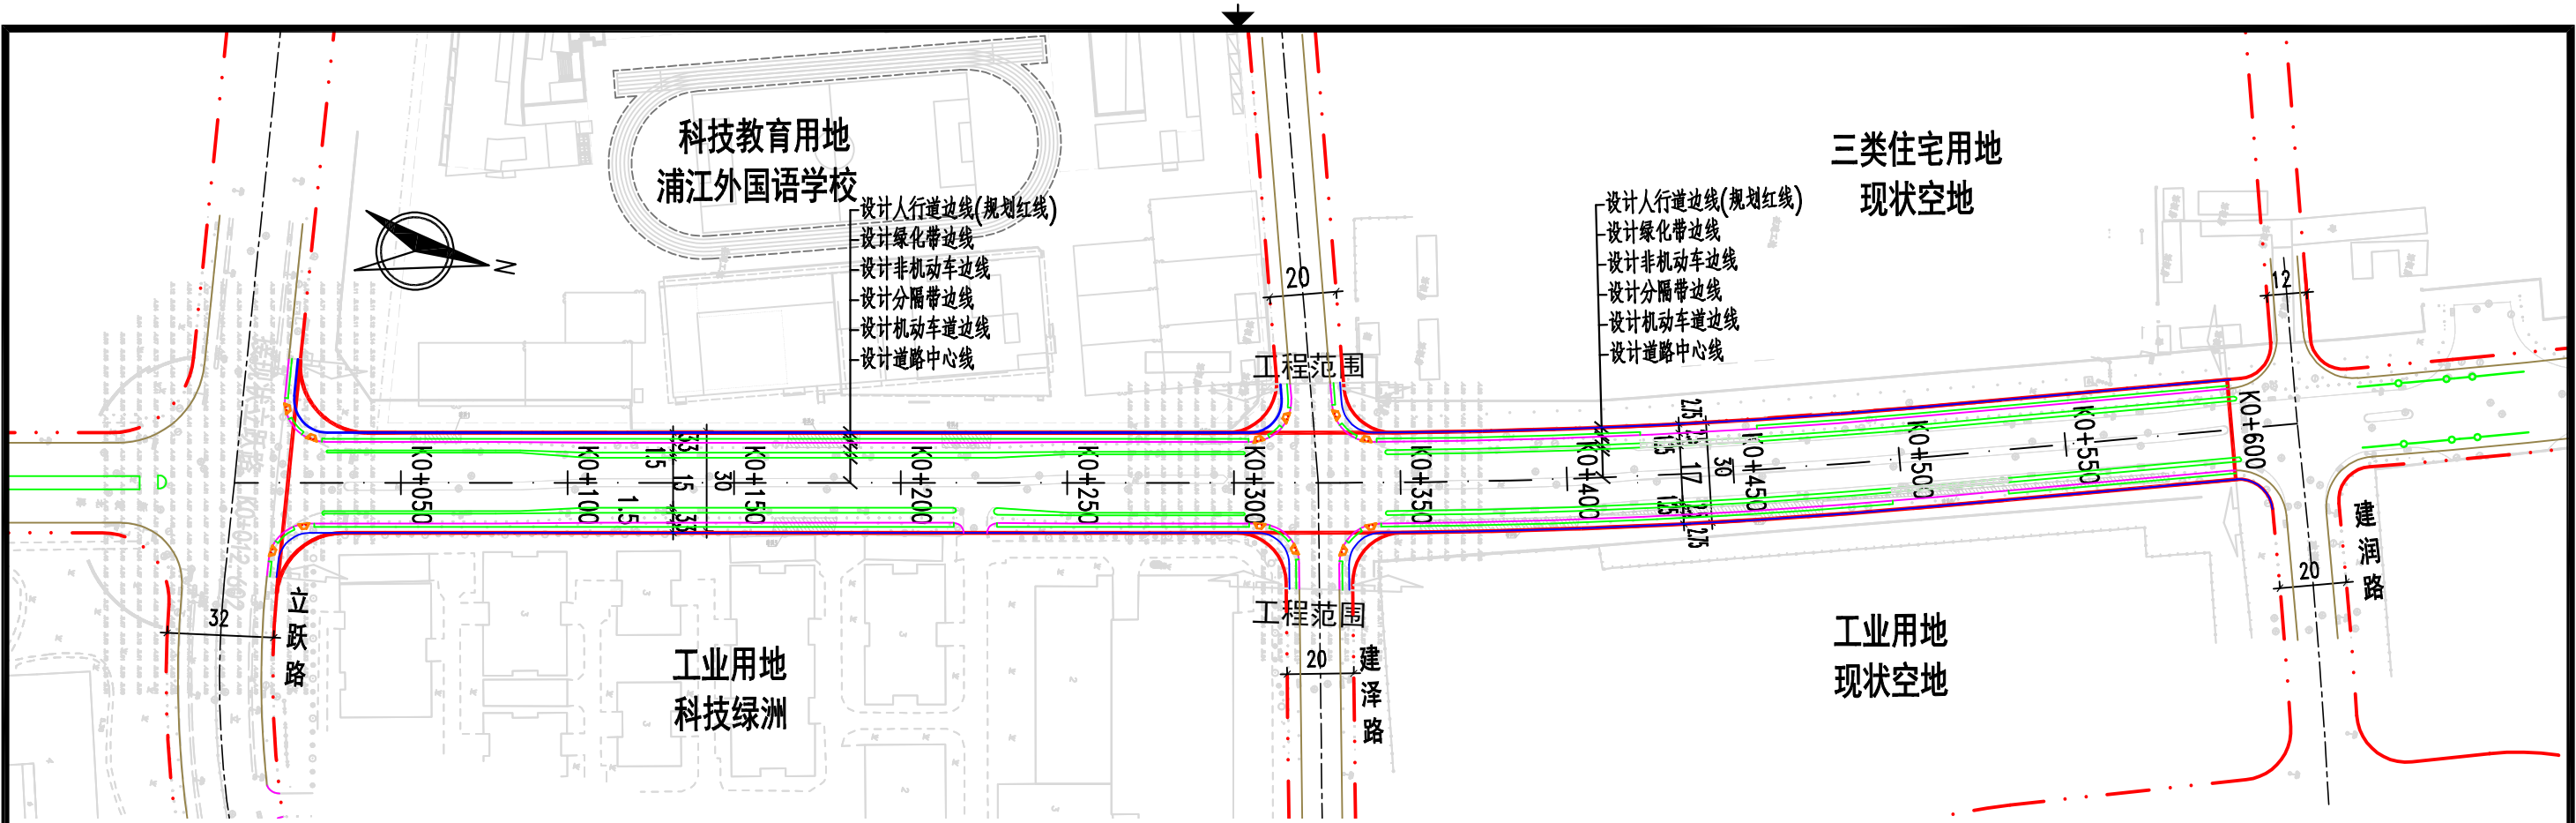 科技教育用地
浦江外国语学校
设计人行道边线(规划红线)
设计绿化带边线
设计非机动车边线
设计分隔带边线
设计机动车道边线
设计道路中心线
N
20
工程范围
三类住宅用地
现状空地
设计人行道边线(规划红线)
设计绿化带边线
设计非机动车边线
设计分隔带边线
设计机动车道边线
设计道路中心线
12
K0+050
K0+100
1.5
15
15
30
K0+150
K0+200
K0+250
K0+300
K0+350
K0+400
2.75
17
30
2.75
K0+450
K0+500
K0+550
K0+600
32
立跃路
工业用地
科技绿洲
工程范围
20
建泽路
工业用地
现状空地
20
建润路